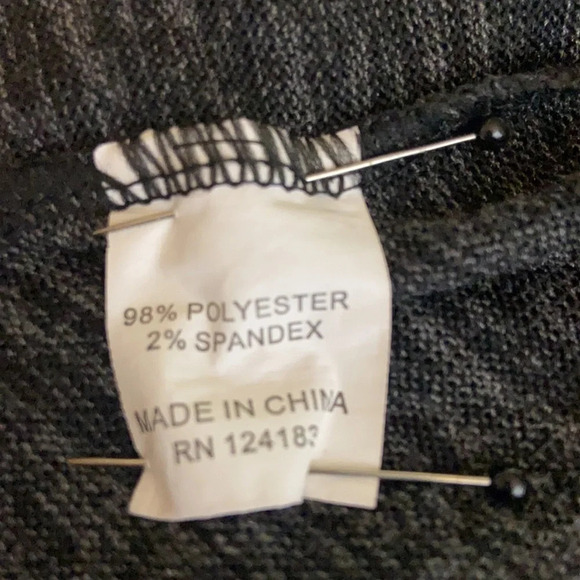 98% POLYESTER
2% SPANDEX
MADE IN CHINA
RN 124183